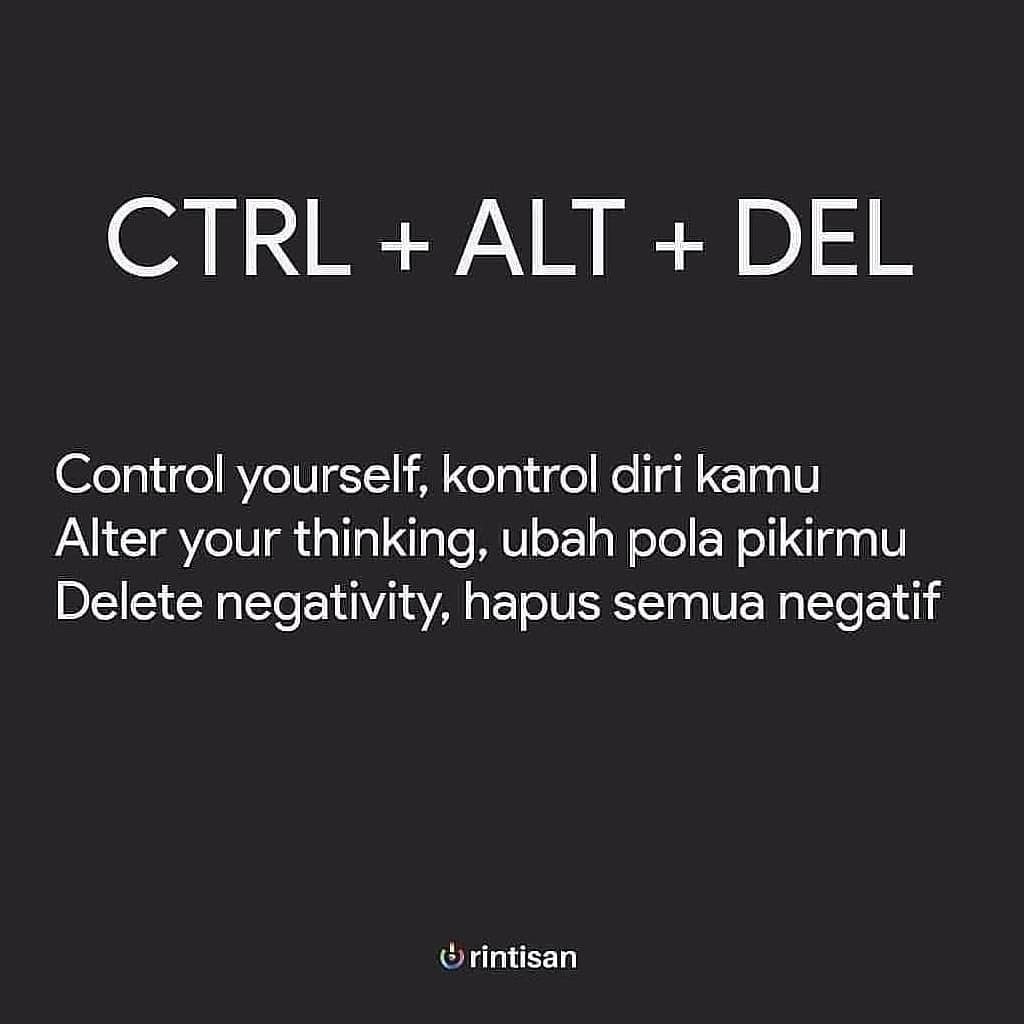 CTRL + ALT + DEL
Control yourself, kontrol diri kamu
Alter your thinking, ubah pola pikirmu
Delete negativity, hapus semua negatif
rintisan